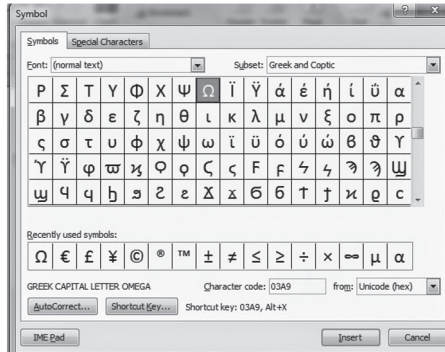 Symbol
Symbols Special Characters
Font: (normal text) Subset: Greek and Coptic
Ρ Σ Τ Υ Φ Χ Ψ Ω Ϊ Ϋ ά έ ή ί ΰ α
β γ δ ε ζ η θ ι κ λ μ ν ξ ο π ρ
ς σ τ υ φ χ ψ ω ϊ ϋ ό ύ ώ ϐ ϑ ϒ
ϓ ϔ ϕ ϖ ϗ Ϙ ϙ Ϛ ϛ Ϝ ϝ Ϟ ϟ Ϡ ϡ Ϣ
ϣ Ϥ ϥ Ϧ ϩ Ϩ ϩ Ϫ ϫ Ϭ ϭ Ϯ ϯ ϰ ϱ ϲ
Recently used symbols:
Ω € £ ¥ © ® ™ ± ≠ ≤ ≥ ÷ × ∞ µ α
GREEK CAPITAL LETTER OMEGA Character code: 03A9 from: Unicode (hex)
AutoCorrect... Shortcut Key... Shortcut key: 03A9, Alt+X
IME Pad Insert Cancel